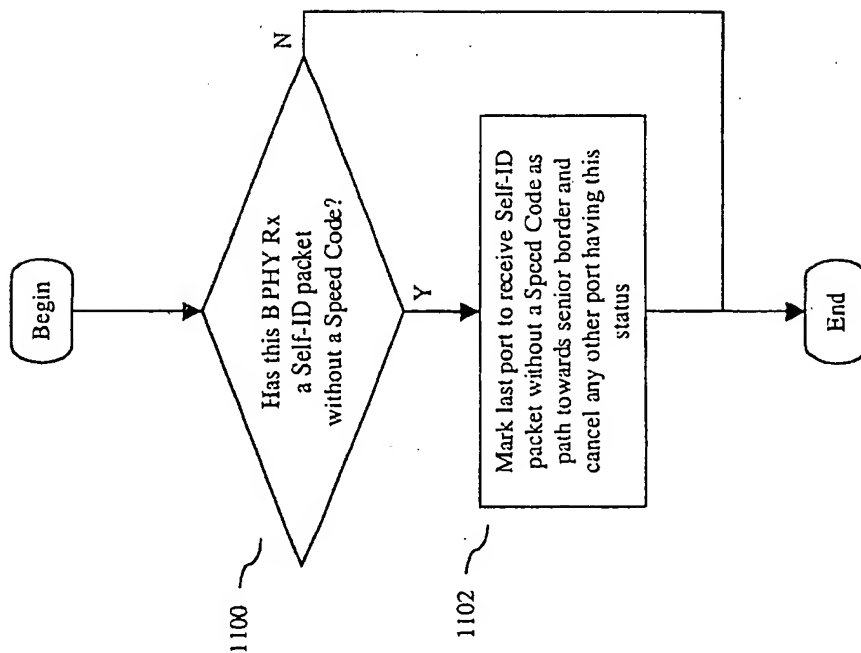 Begin
1100
Has this B PHY Rx
a Self-ID packet
without a Speed Code?
N
Y
1102
Mark last port to receive Self-ID
packet without a Speed Code as
path towards senior border and
cancel any other port having this
status
End